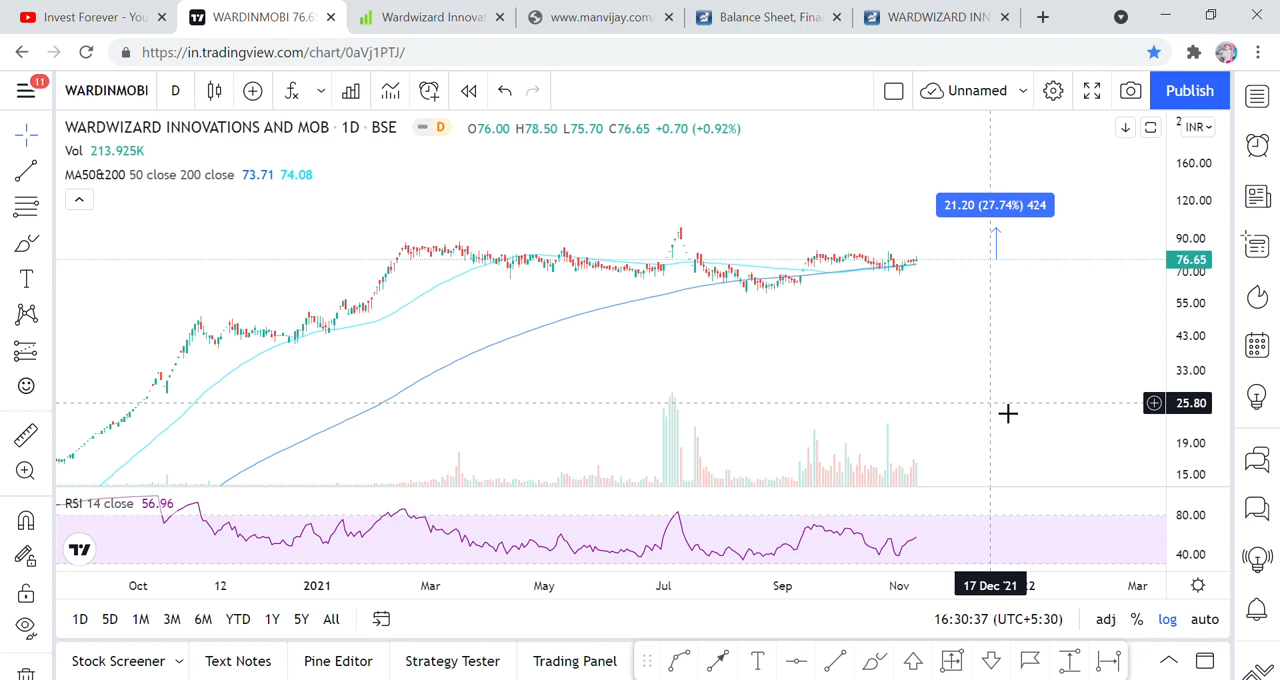 Invest Forever - You
WARDINMOBI 76.65
Wardwizard Innovat
www.manvijay.com/
Balance Sheet, Fina
WARDWIZARD INN
https://in.tradingview.com/chart/0aVj1PTJ/
11
WARDINMOBI
D
Unnamed
Publish
WARDWIZARD INNOVATIONS AND MOB · 1D · BSE
D
O76.00 H78.50 L75.70 C76.65 +0.70 (+0.92%)
Vol 213.925K
MA50&200 50 close 200 close 73.71 74.08
INR
160.00
120.00
90.00
76.65
70.00
55.00
43.00
33.00
25.80
19.00
15.00
21.20 (27.74%) 424
RSI 14 close 56.96
80.00
40.00
Oct
12
2021
Mar
May
Jul
Sep
Nov
17 Dec '21
Mar
1D
5D
1M
3M
6M
YTD
1Y
5Y
All
16:30:37 (UTC+5:30)
adj
%
log
auto
Stock Screener
Text Notes
Pine Editor
Strategy Tester
Trading Panel